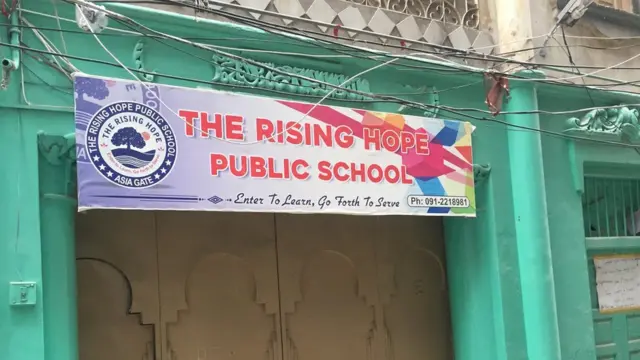 THE RISING HOPE PUBLIC SCHOOL
THE RISING HOPE
ASIA GATE
THE RISING HOPE
PUBLIC SCHOOL
Enter To Learn, Go Forth To Serve
Ph: 091-2218981